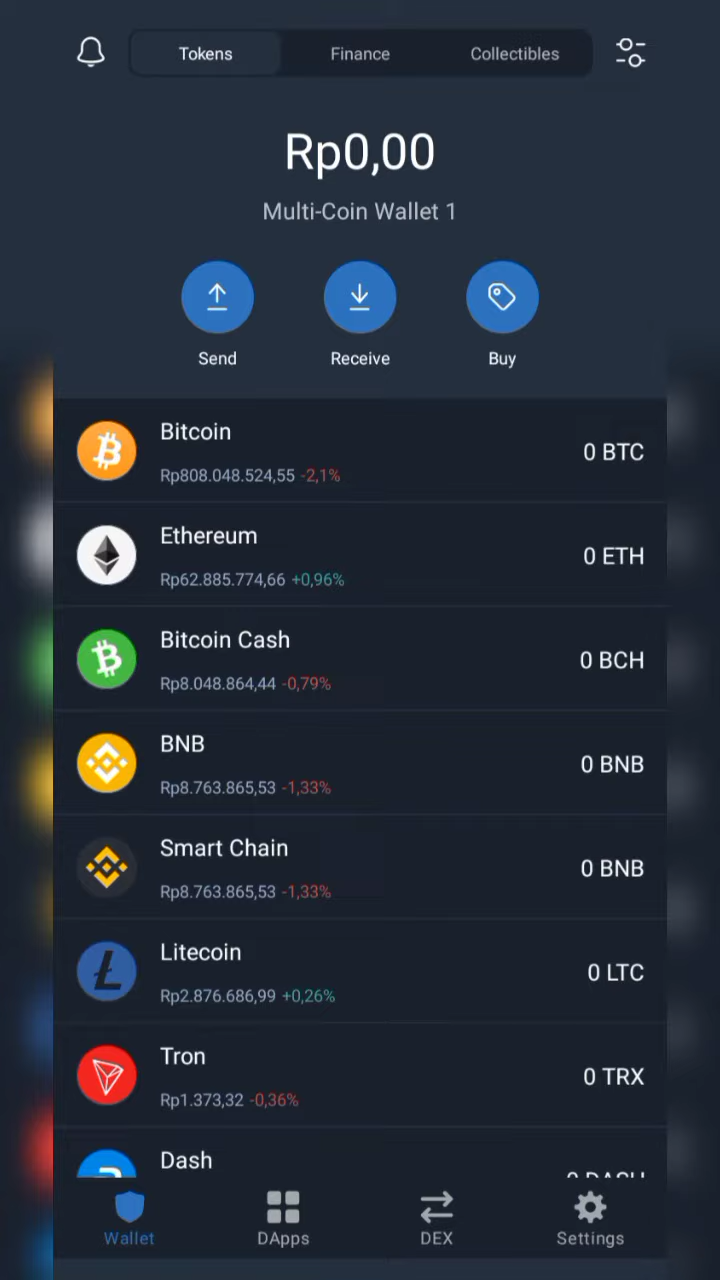 Tokens
Finance
Collectibles
Rp0,00
Multi-Coin Wallet 1
Send
Receive
Buy
Bitcoin
0 BTC
Rp808.048.524,55 -2,1%
Ethereum
0 ETH
Rp62.885.774,66 +0,96%
Bitcoin Cash
0 BCH
Rp8.048.864,44 -0,79%
BNB
0 BNB
Rp8.763.865,53 -1,33%
Smart Chain
0 BNB
Rp8.763.865,53 -1,33%
Litecoin
0 LTC
Rp2.876.686,99 +0,26%
Tron
0 TRX
Rp1.373,32 -0,36%
Dash
0 DASH
Wallet
DApps
DEX
Settings